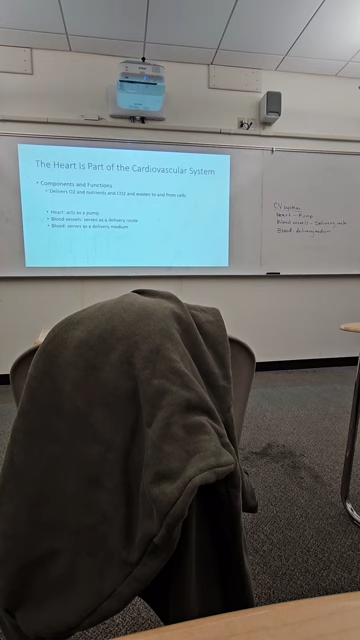 The Heart Is Part of the Cardiovascular System
• Components and Functions
• Delivers O2 and nutrients and CO2 and wastes to and from cells
• Heart: acts as a pump
• Blood vessels: serves as a delivery route
• Blood: serves as a delivery medium
CV system
Heart - Pump
Blood vessels - Delivery route
Blood: delivery medium